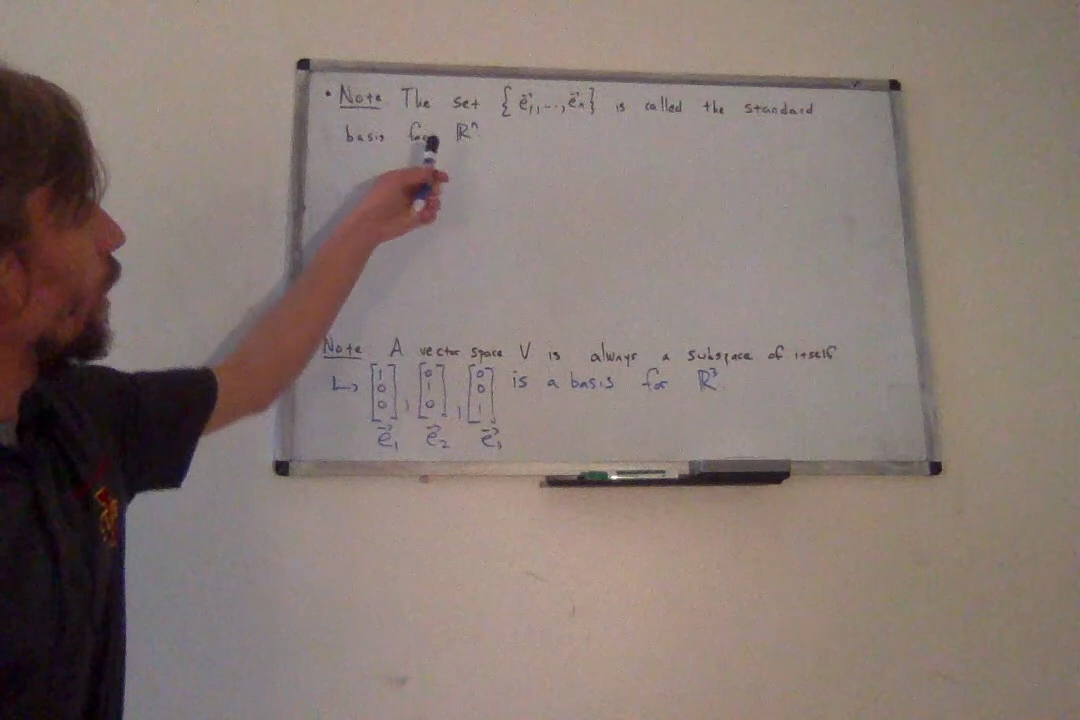 • Note The set {e⃗₁,...,e⃗ₙ} is called the standard
basis for ℝⁿ
Note A vector space V is always a subspace of itself
↳ [1 0 0], [0 1 0], [0 0 1] is a basis for ℝ³
e⃗₁ e⃗₂ e⃗₃